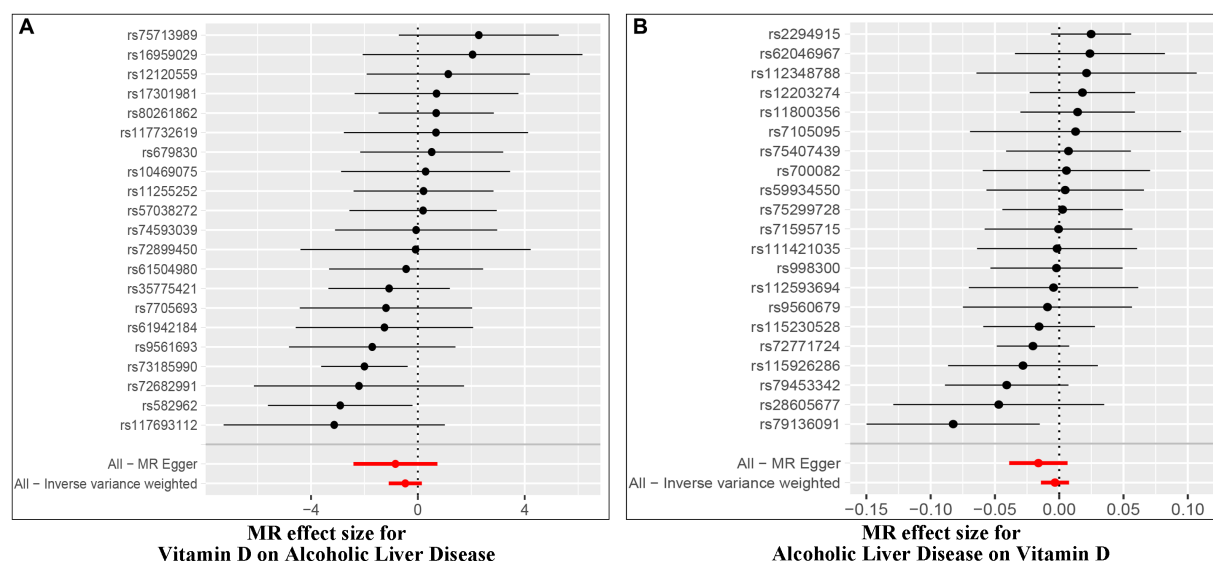 A
rs75713989
rs16959029
rs12120559
rs17301981
rs80261862
rs117732619
rs679830
rs10469075
rs11255252
rs57038272
rs74593039
rs72899450
rs61504980
rs35775421
rs7705693
rs61942184
rs9561693
rs73185990
rs72682991
rs582962
rs117693112
All − MR Egger
All − Inverse variance weighted
−4 0 4
MR effect size for
Vitamin D on Alcoholic Liver Disease
B
rs2294915
rs62046967
rs112348788
rs12203274
rs11800356
rs7105095
rs75407439
rs700082
rs59934550
rs75299728
rs71595715
rs111421035
rs998300
rs112593694
rs9560679
rs115230528
rs72771724
rs115926286
rs79453342
rs28605677
rs79136091
All − MR Egger
All − Inverse variance weighted
−0.15 −0.10 −0.05 0.00 0.05 0.10
MR effect size for
Alcoholic Liver Disease on Vitamin D